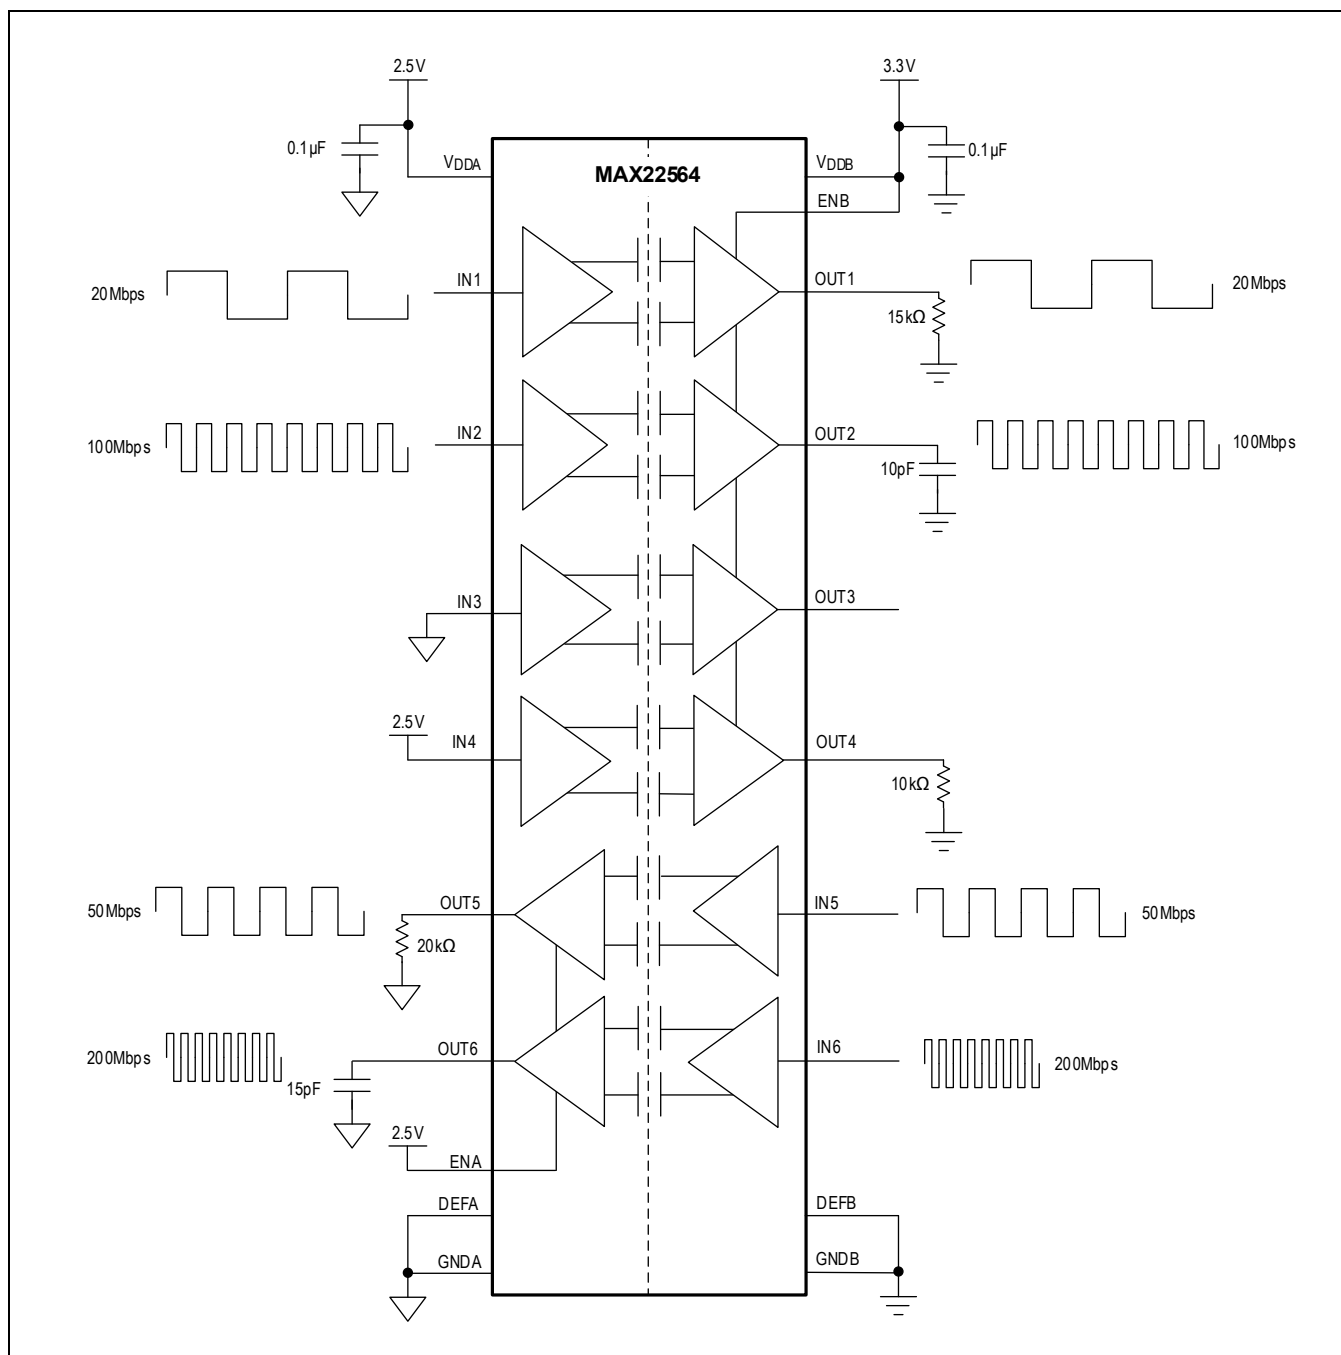 2.5V
3.3V
0.1µF
0.1µF
VDDA
MAX22564
VDDB
ENB
20Mbps
IN1
OUT1
20Mbps
15kΩ
100Mbps
IN2
OUT2
100Mbps
10pF
IN3
OUT3
2.5V
IN4
OUT4
10kΩ
50Mbps
OUT5
IN5
50Mbps
20kΩ
200Mbps
OUT6
IN6
200Mbps
15pF
2.5V
ENA
DEFA
DEFB
GNDA
GNDB